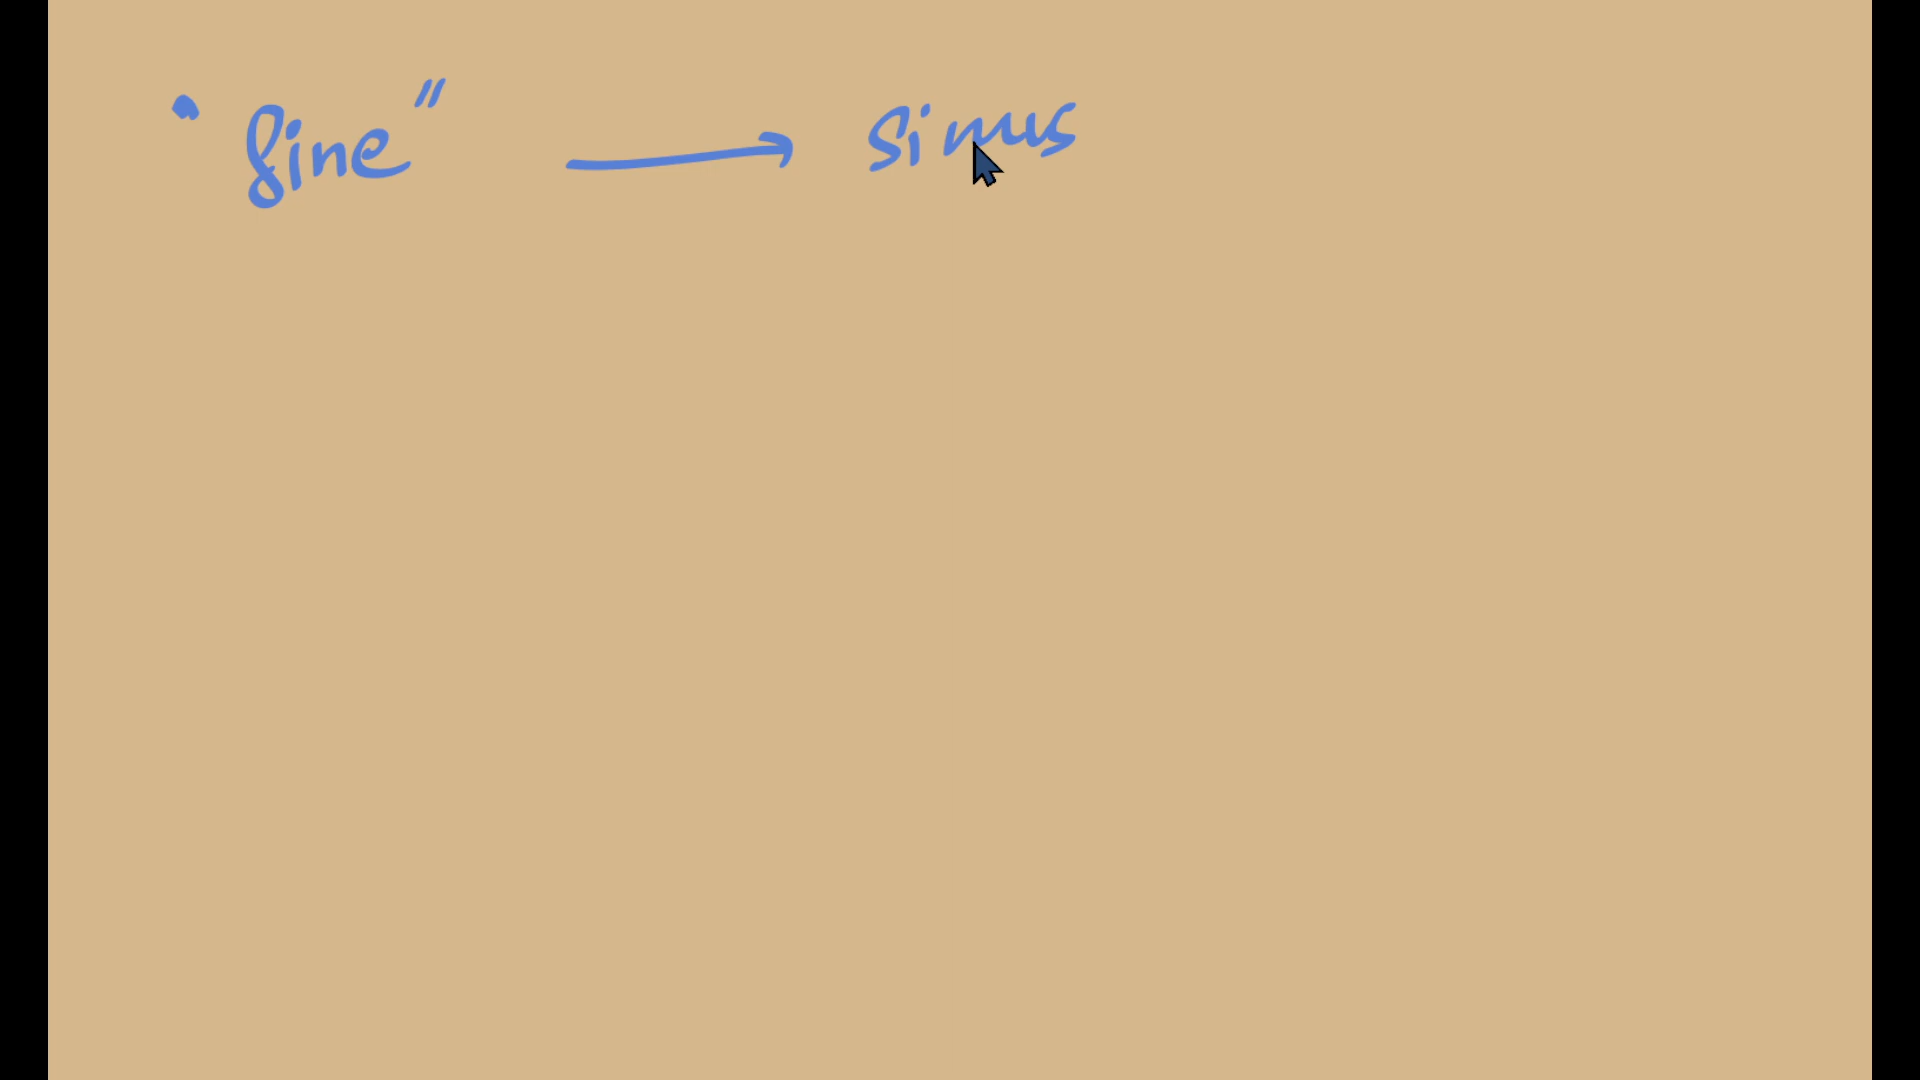 • Sine" → sinus